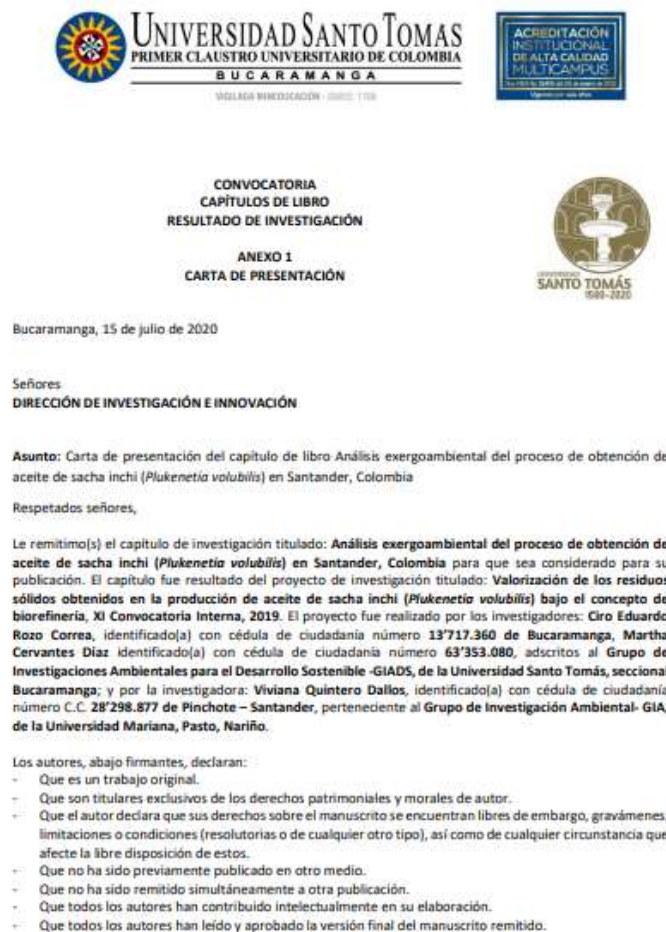 UNIVERSIDAD SANTO TOMAS
PRIMER CLAUSTRO UNIVERSITARIO DE COLOMBIA
BUCARAMANGA
VIGILADA MINEDUCACIÓN -
ACREDITACIÓN
INSTITUCIONAL
DE ALTA CALIDAD
MULTICAMPUS
CONVOCATORIA
CAPÍTULOS DE LIBRO
RESULTADO DE INVESTIGACIÓN
ANEXO 1
CARTA DE PRESENTACIÓN
UNIVERSIDAD
SANTO TOMÁS
1580-2020
Bucaramanga, 15 de julio de 2020
Señores
DIRECCIÓN DE INVESTIGACIÓN E INNOVACIÓN
Asunto: Carta de presentación del capítulo de libro Análisis exergoambiental del proceso de obtención de
aceite de sacha inchi (Plukenetia volubilis) en Santander, Colombia
Respetados señores,
Le remitimo(s) el capítulo de investigación titulado: Análisis exergoambiental del proceso de obtención de
aceite de sacha inchi (Plukenetia volubilis) en Santander, Colombia para que sea considerado para su
publicación. El capítulo fue resultado del proyecto de investigación titulado: Valorización de los residuos
sólidos obtenidos en la producción de aceite de sacha inchi (Plukenetia volubilis) bajo el concepto de
biorefinería, XI Convocatoria Interna, 2019. El proyecto fue realizado por los investigadores: Ciro Eduardo
Rozo Correa, identificado(a) con cédula de ciudadanía número 13'717.360 de Bucaramanga, Martha
Cervantes Díaz identificado(a) con cédula de ciudadanía número 63'353.080, adscritos al Grupo de
Investigaciones Ambientales para el Desarrollo Sostenible -GIADS, de la Universidad Santo Tomás, seccional
Bucaramanga; y por la investigadora: Viviana Quintero Dallos, identificado(a) con cédula de ciudadanía
número C.C. 28'298.877 de Pinchote – Santander, perteneciente al Grupo de Investigación Ambiental- GIA,
de la Universidad Mariana, Pasto, Nariño.
Los autores, abajo firmantes, declaran:
- Que es un trabajo original.
- Que son titulares exclusivos de los derechos patrimoniales y morales de autor.
- Que el autor declara que sus derechos sobre el manuscrito se encuentran libres de embargo, gravámenes,
limitaciones o condiciones (resolutorias o de cualquier otro tipo), así como de cualquier circunstancia que
afecte la libre disposición de estos.
- Que no ha sido previamente publicado en otro medio.
- Que no ha sido remitido simultáneamente a otra publicación.
- Que todos los autores han contribuido intelectualmente en su elaboración.
- Que todos los autores han leído y aprobado la versión final del manuscrito remitido.